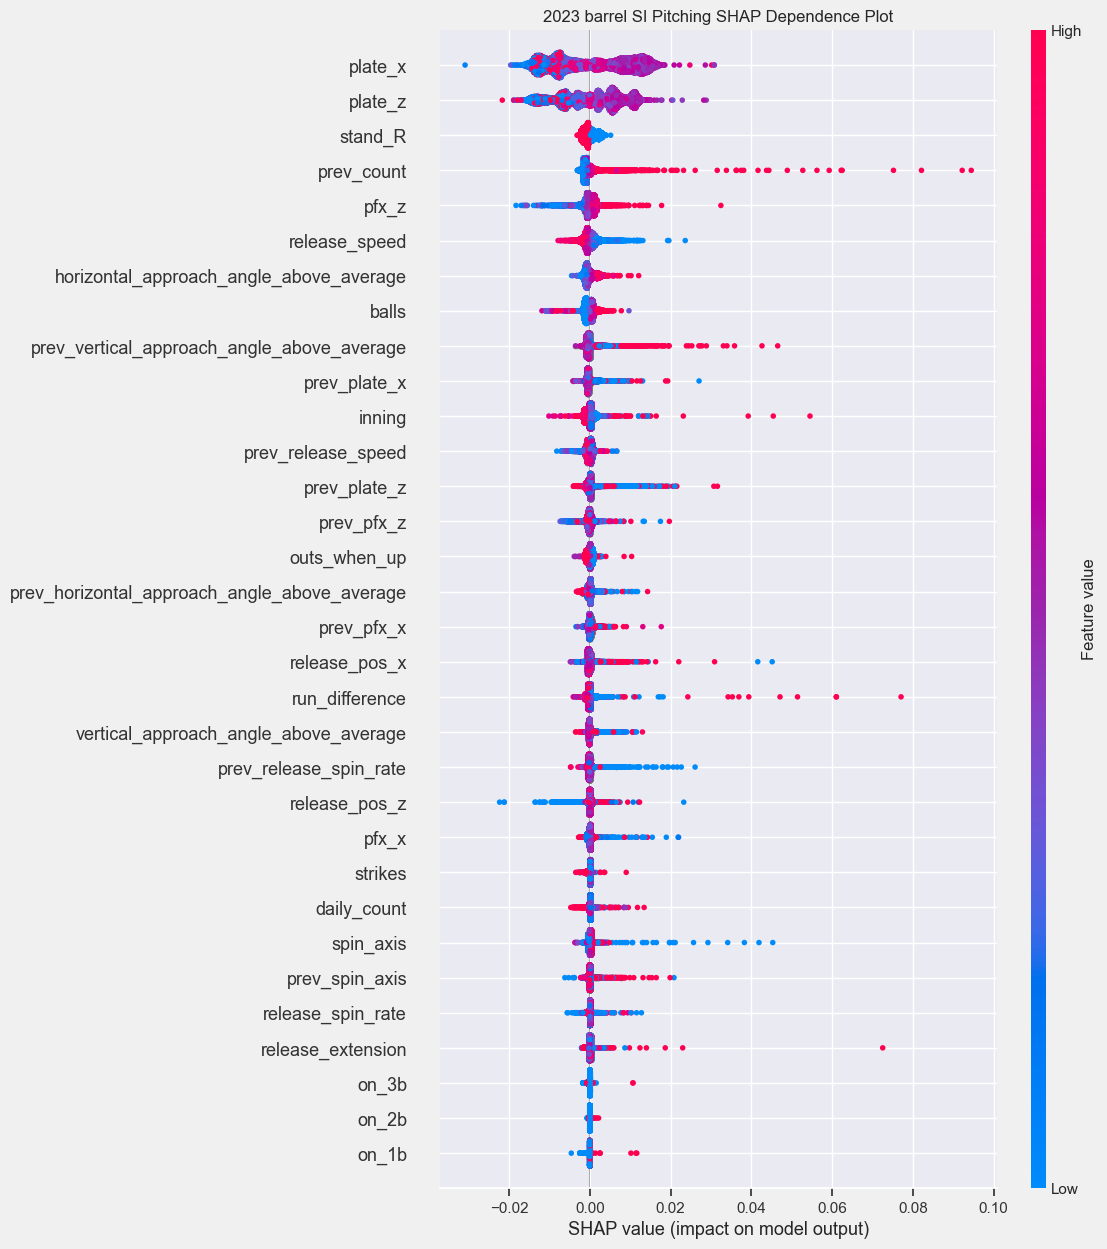 2023 barrel SI Pitching SHAP Dependence Plot
High
plate_x
plate_z
stand_R
prev_count
pfx_z
release_speed
horizontal_approach_angle_above_average
balls
prev_vertical_approach_angle_above_average
prev_plate_x
inning
prev_release_speed
prev_plate_z
prev_pfx_z
outs_when_up
prev_horizontal_approach_angle_above_average
prev_pfx_x
release_pos_x
run_difference
vertical_approach_angle_above_average
prev_release_spin_rate
release_pos_z
pfx_x
strikes
daily_count
spin_axis
prev_spin_axis
release_spin_rate
release_extension
on_3b
on_2b
on_1b
Feature value
Low
−0.02 0.00 0.02 0.04 0.06 0.08 0.10
SHAP value (impact on model output)